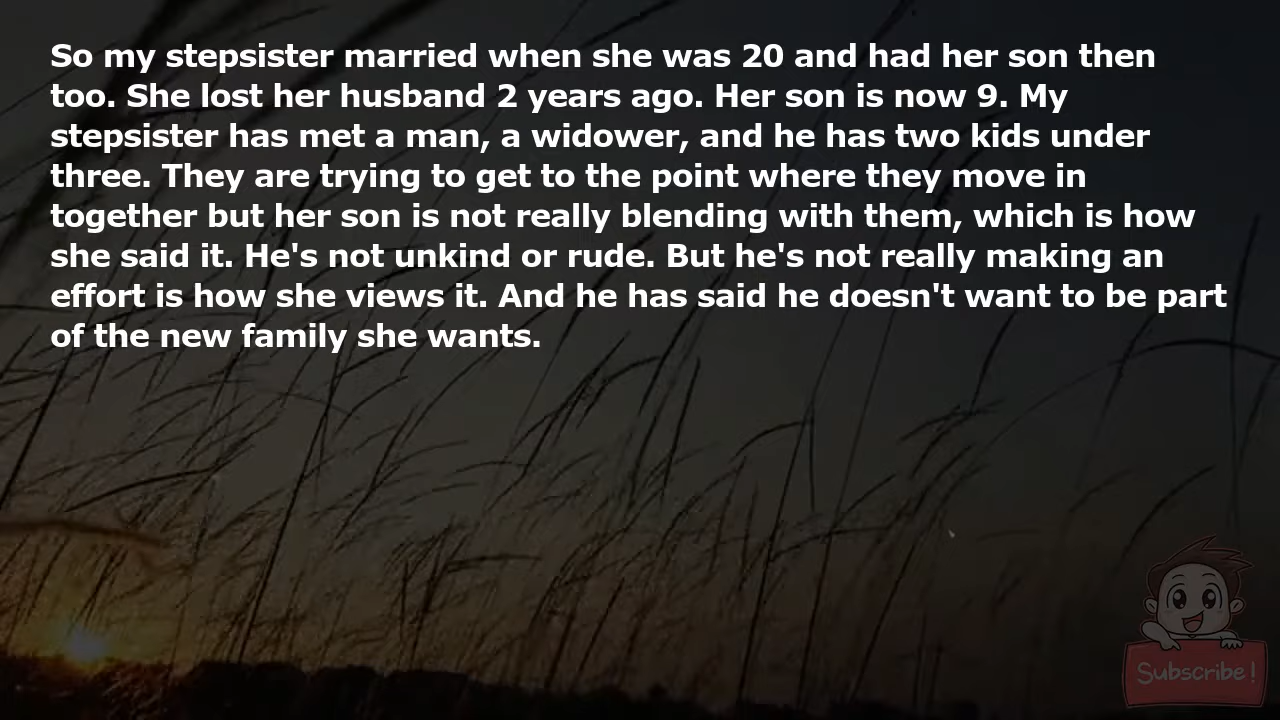 So my stepsister married when she was 20 and had her son then
too. She lost her husband 2 years ago. Her son is now 9. My
stepsister has met a man, a widower, and he has two kids under
three. They are trying to get to the point where they move in
together but her son is not really blending with them, which is how
she said it. He's not unkind or rude. But he's not really making an
effort is how she views it. And he has said he doesn't want to be part
of the new family she wants.
Subscribe!